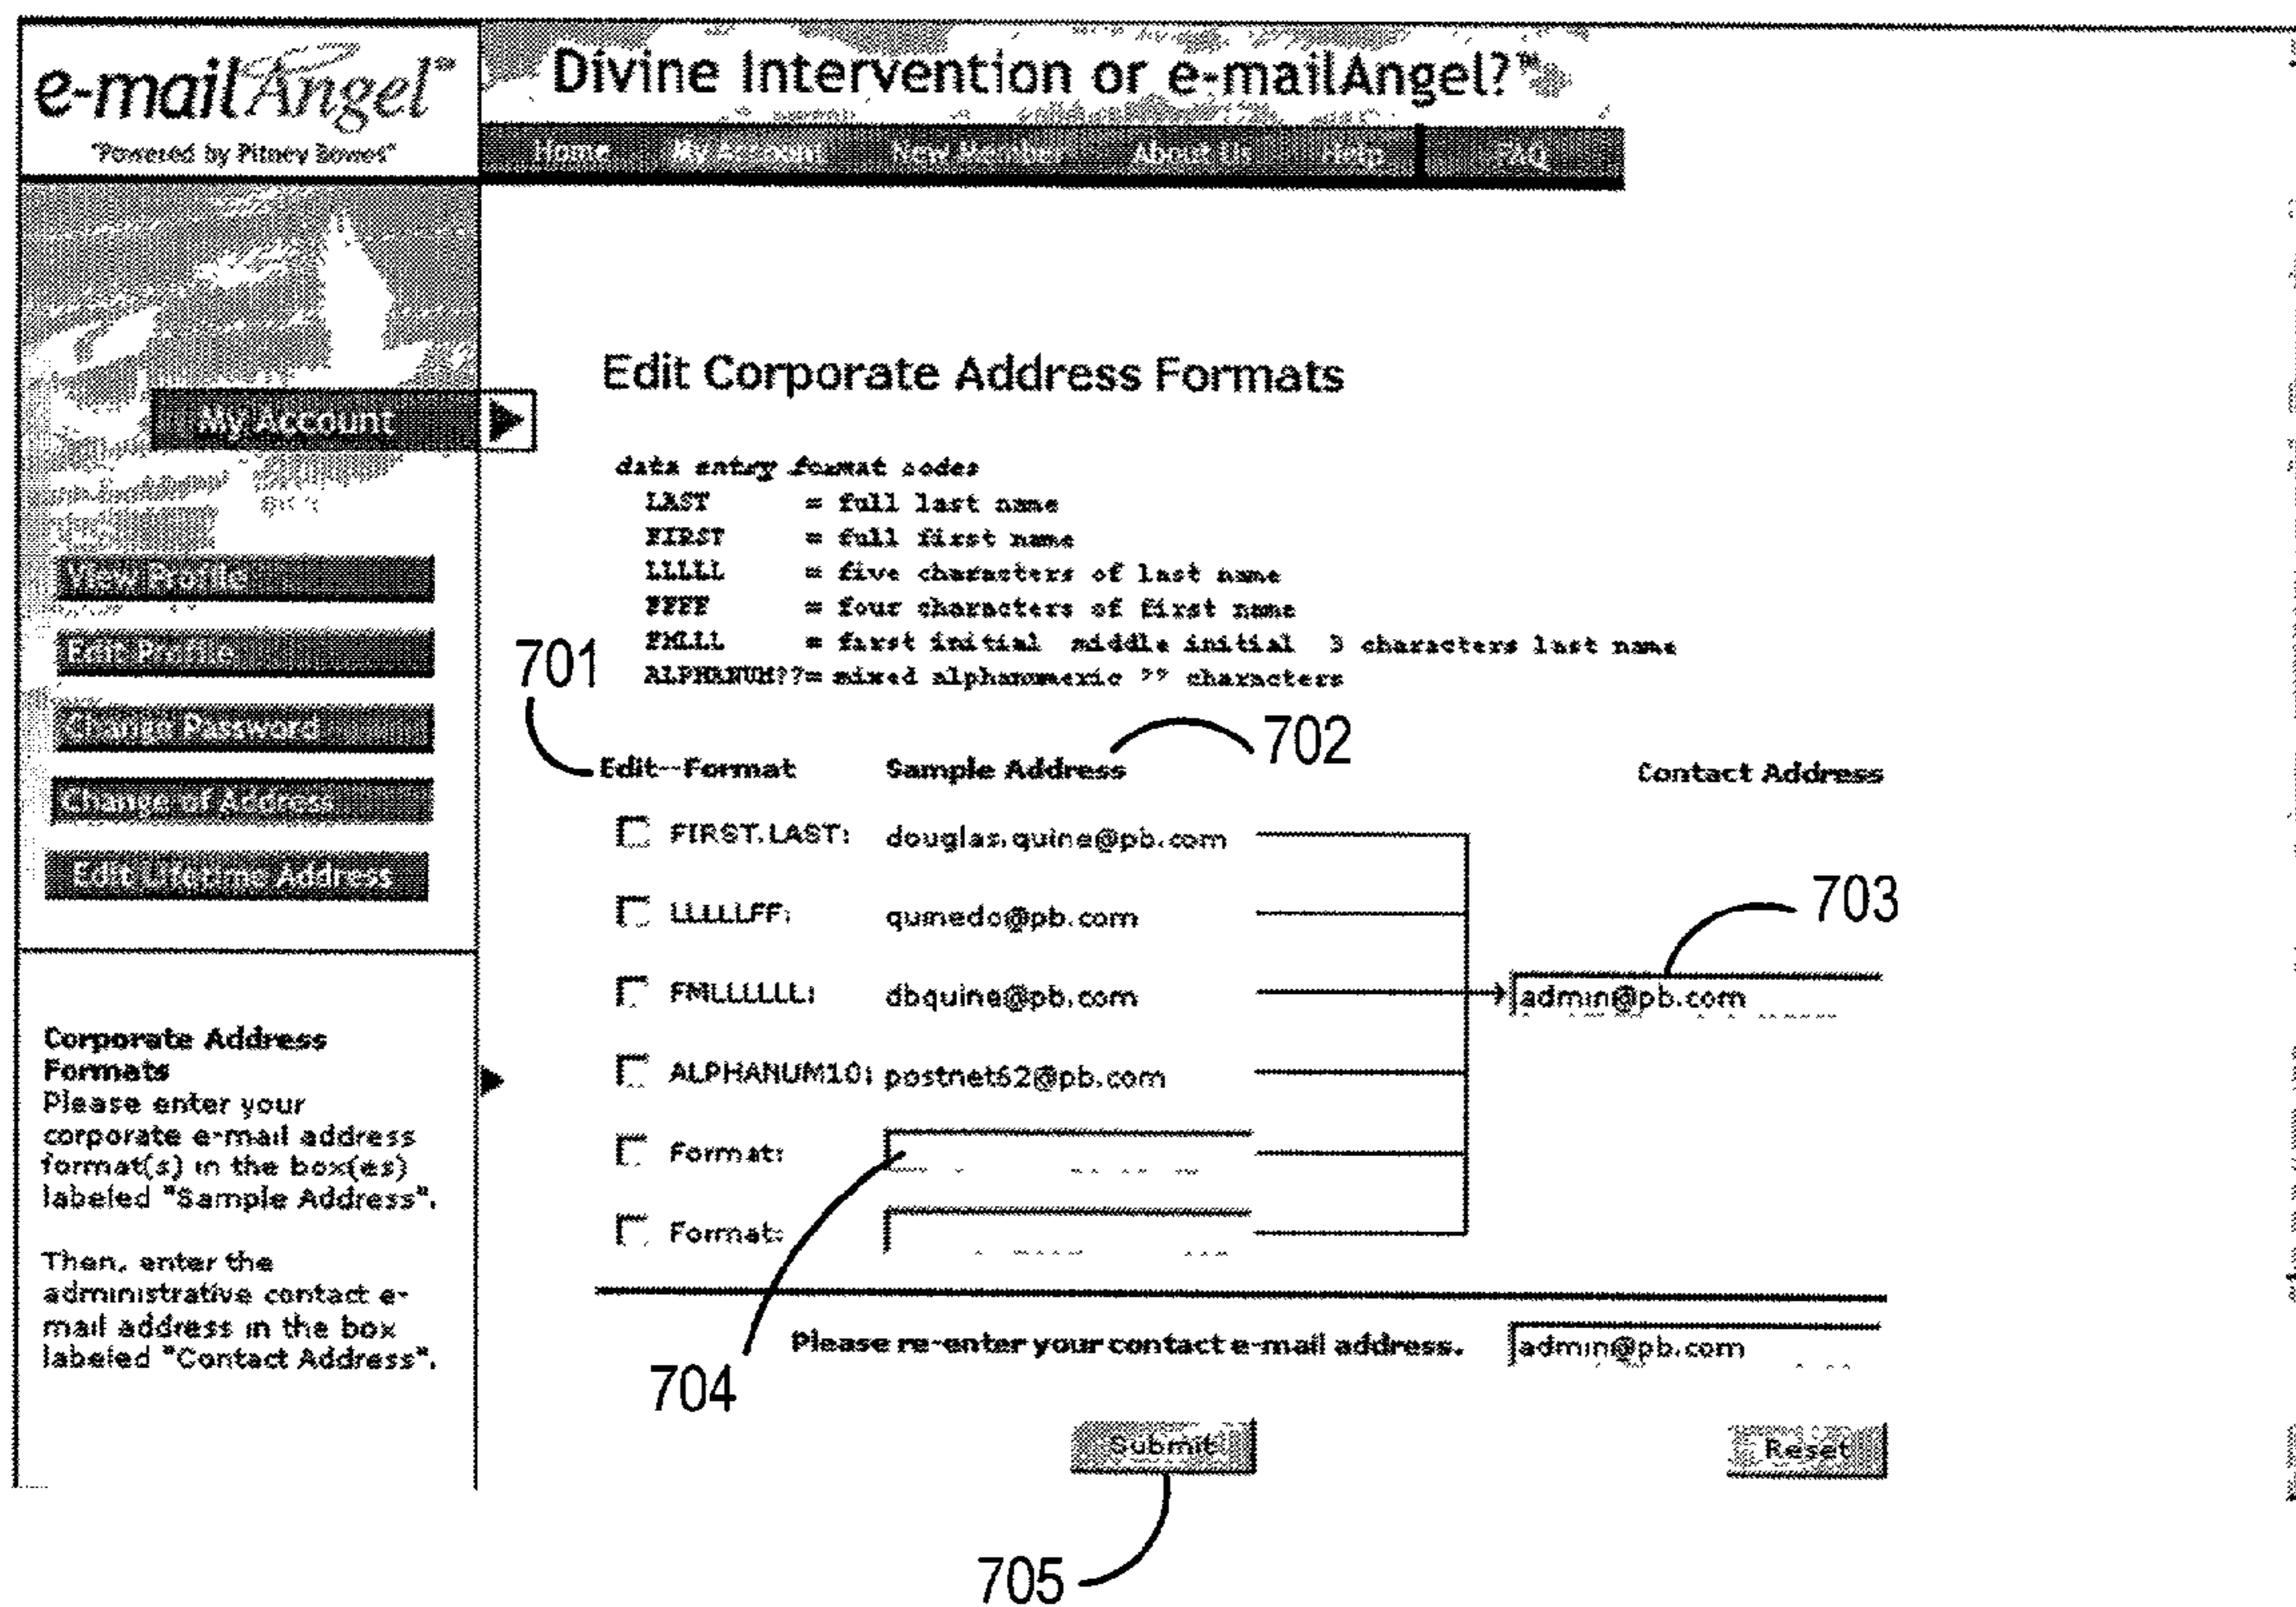 e-mailAngel℠
"Powered by Pitney Bowes"
Divine Intervention or e-mailAngel?™
Home My Account New Member About Us Help FAQ
My Account
View Profile
Edit Profile
Change Password
Change of Address
Edit Lifetime Address
Corporate Address
Formats
Please enter your
corporate e-mail address
format(s) in the box(es)
labeled "Sample Address".
Then, enter the
administrative contact e-
mail address in the box
labeled "Contact Address".
Edit Corporate Address Formats
data entry format codes
LAST = full last name
FIRST = full first name
LLLLL = five characters of last name
FFFF = four characters of first name
FMLLL = first initial middle initial 3 characters last name
ALPHANUM??= mixed alphanumeric ?? characters
701
702
Edit--Format Sample Address Contact Address
FIRST.LAST: douglas.quine@pb.com
LLLLLFF: quinedo@pb.com
703
FMLLLLLL: dbquine@pb.com
admin@pb.com
ALPHANUM10: postnet62@pb.com
Format:
Format:
Please re-enter your contact e-mail address. admin@pb.com
704
Submit Reset
705